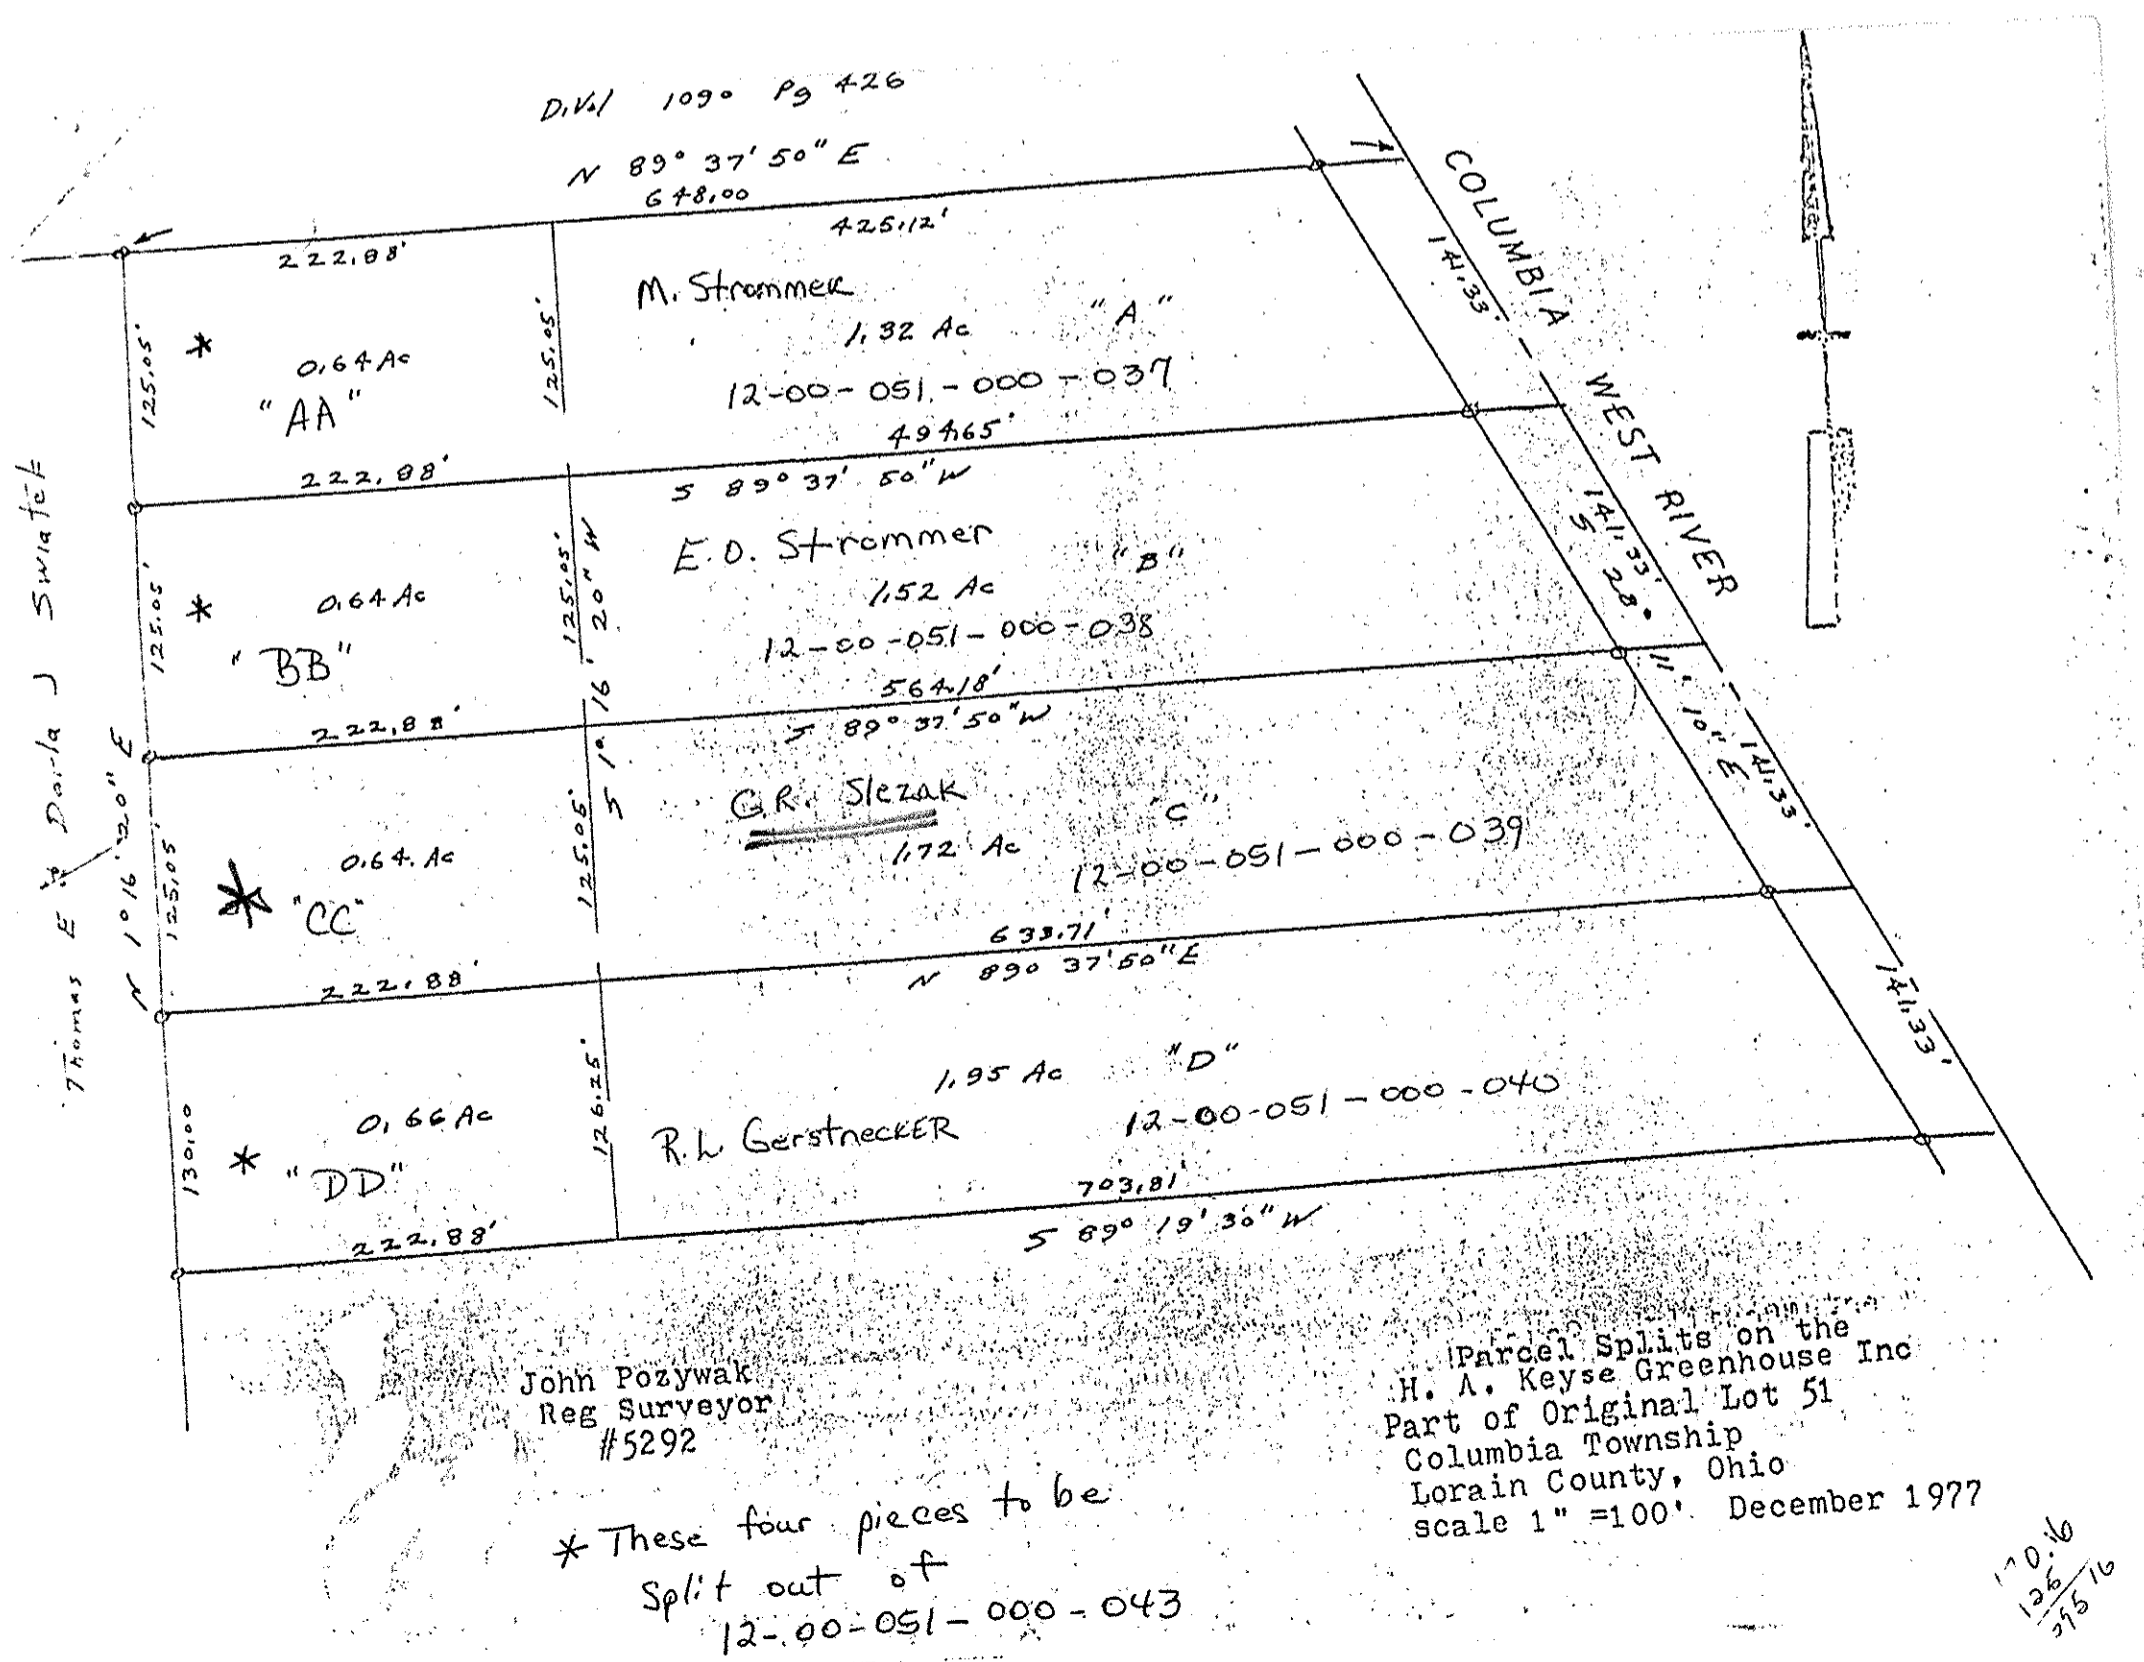 D.Vol 1090 Pg 426
N 89° 37' 50" E
648.00
222.88'
425.12'
COLUMBIA WEST RIVER
141.33'
125.05'
*
0.64 Ac
"AA"
125.05'
M. Strommer
1.32 Ac "A"
12-00-051-000-037
494.65'
222.88'
S 89° 37' 50" W
141.33'
S 28° 11' 10" E
125.05'
*
0.64 Ac
"BB"
125.05'
S 1° 16' 20" W
E.O. Strommer
1.52 Ac "B"
12-00-051-000-038
564.18'
222.88'
S 89° 37' 50" W
Thomas E & Darla J Swiatek
N 1° 16' 20" E
125.05'
*
0.64 Ac
"CC"
125.05'
G.R. Slezak
1.72 Ac "C"
12-00-051-000-039
141.33'
633.71'
222.88'
N 89° 37' 50" E
141.33'
130.00
*
0.66 Ac
"DD"
126.25'
1.95 Ac "D"
R.L. Gerstnecker
12-00-051-000-040
703.81'
222.88'
S 89° 19' 30" W
John Pozywak
Reg Surveyor
#5292
Parcel Splits on the
H. A. Keyse Greenhouse Inc
Part of Original Lot 51
Columbia Township
Lorain County, Ohio
scale 1" =100' December 1977
* These four pieces to be
Split out of
12-00-051-000-043
170.16